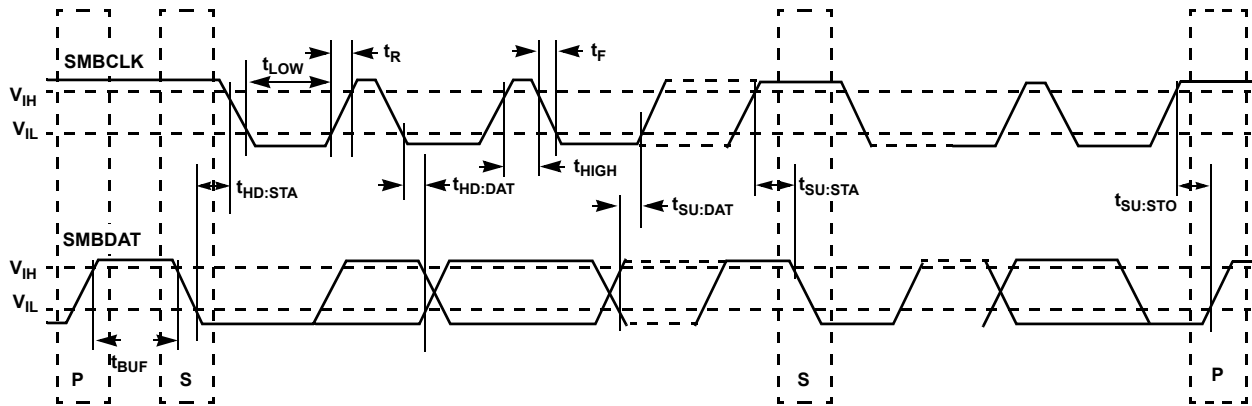 SMBCLK
tLOW
tR
tF
VIH
VIL
tHD:STA
tHD:DAT
tHIGH
tSU:DAT
tSU:STA
tSU:STO
SMBDAT
VIH
VIL
tBUF
P
S
S
P